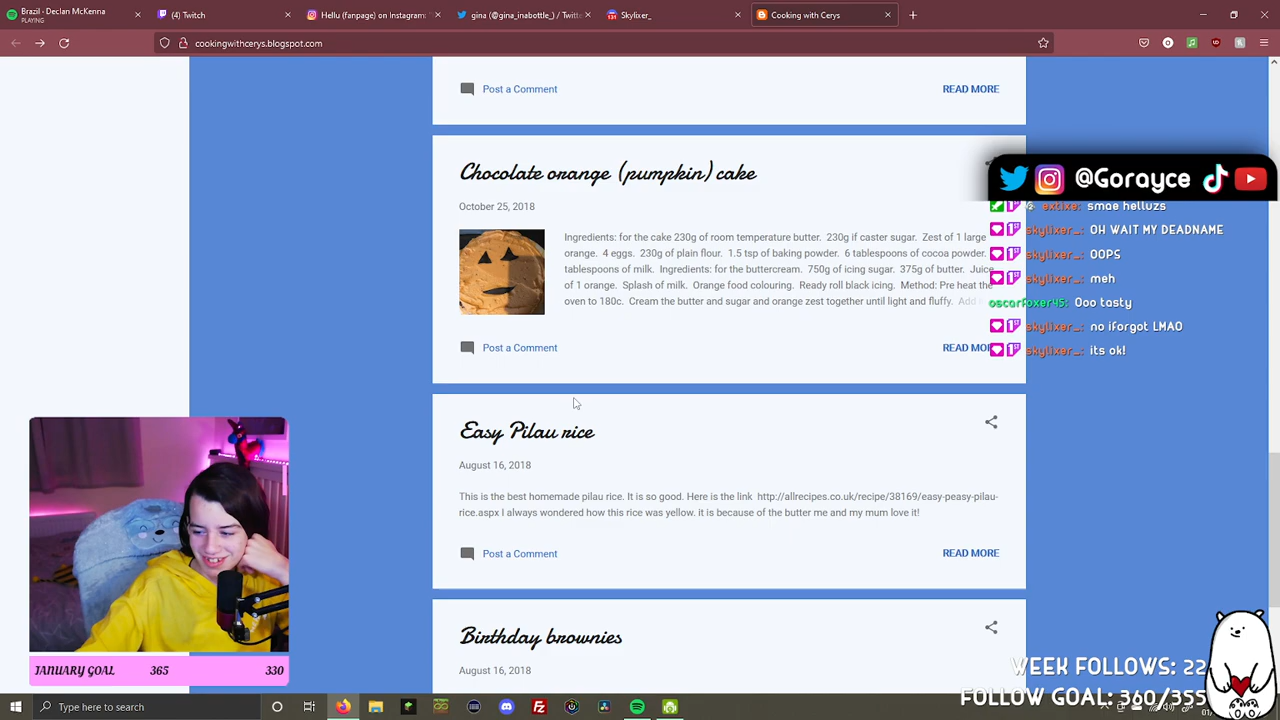 Brazil - Declan McKenna
PLAYING
(4) Twitch
Hellu (fanpage) on Instagram
gina (@gina_inabottle_) / Twitte
Skylixer_
Cooking with Cerys
cookingwithcerys.blogspot.com
Post a Comment
READ MORE
Chocolate orange (pumpkin) cake
October 25, 2018
Ingredients: for the cake 230g of room temperature butter. 230g if caster sugar. Zest of 1 large
orange. 4 eggs. 230g of plain flour. 1.5 tsp of baking powder. 6 tablespoons of cocoa powder.
tablespoons of milk. Ingredients: for the buttercream. 750g of icing sugar. 375g of butter. Juice
of 1 orange. Splash of milk. Orange food colouring. Ready roll black icing. Method: Pre heat the
oven to 180c. Cream the butter and sugar and orange zest together until light and fluffy. Add
Post a Comment
READ MOR
Easy Pilau rice
August 16, 2018
This is the best homemade pilau rice. It is so good. Here is the link http://allrecipes.co.uk/recipe/38169/easy-peasy-pilau-
rice.aspx I always wondered how this rice was yellow. it is because of the butter me and my mum love it!
Post a Comment
READ MORE
Birthday brownies
August 16, 2018
@Gorayce
extixe: smae helluzs
skylixer_: OH WAIT MY DEADNAME
skylixer_: OOPS
skylixer_: meh
oscarfoxer45: Ooo tasty
skylixer_: no iforgot LMAO
skylixer_: its ok!
JANUARY GOAL 365 330
WEEK FOLLOWS: 22
FOLLOW GOAL: 360/355
Type here to search